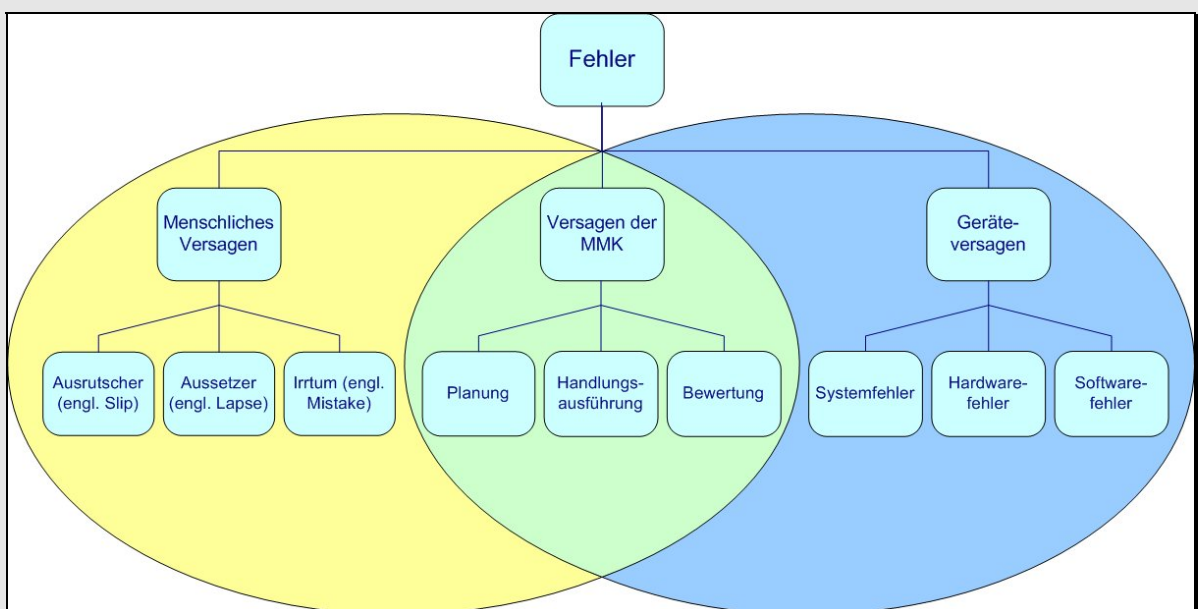 Fehler
Menschliches
Versagen
Versagen der
MMK
Geräte-
versagen
Ausrutscher
(engl. Slip)
Aussetzer
(engl. Lapse)
Irrtum (engl.
Mistake)
Planung
Handlungs-
ausführung
Bewertung
Systemfehler
Hardware-
fehler
Software-
fehler